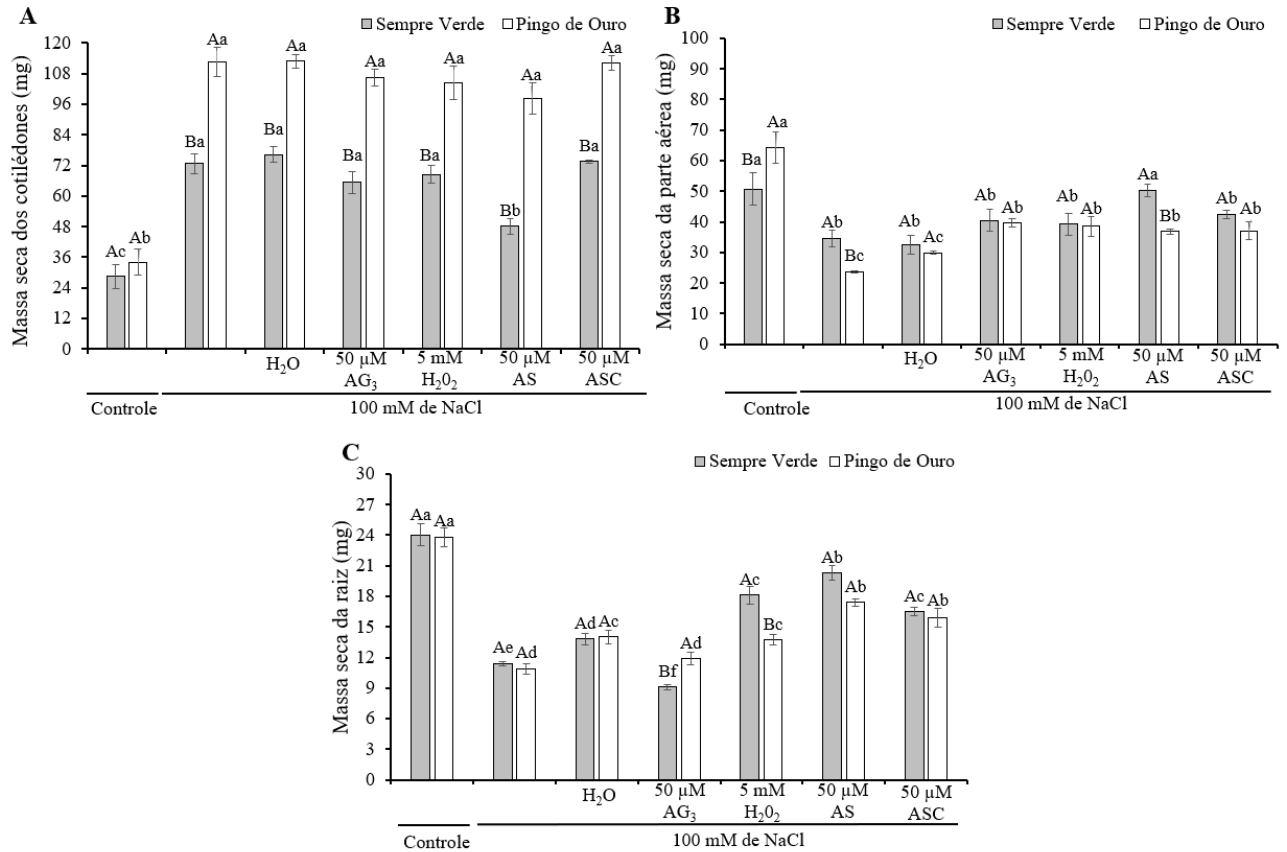 A
Sempre Verde Pingo de Ouro
Massa seca dos cotilédones (mg)
120
108
96
84
72
60
48
36
24
12
0
Ac Ab
Ba Aa
Ba Aa
Ba Aa
Ba Aa
Bb Aa
Ba Aa
H₂O
50 µM AG₃
5 mM H₂0₂
50 µM AS
50 µM ASC
Controle
100 mM de NaCl
B
Sempre Verde Pingo de Ouro
Massa seca da parte aérea (mg)
100
90
80
70
60
50
40
30
20
10
0
Ba Aa
Ab Bc
Ab Ac
Ab Ab
Ab Ab
Aa Bb
Ab Ab
H₂O
50 µM AG₃
5 mM H₂0₂
50 µM AS
50 µM ASC
Controle
100 mM de NaCl
C
Sempre Verde Pingo de Ouro
Massa seca da raiz (mg)
30
27
24
21
18
15
12
9
6
3
0
Aa Aa
Ae Ad
Ad Ac
Bf Ad
Ac Bc
Ab Ab
Ac Ab
H₂O
50 µM AG₃
5 mM H₂0₂
50 µM AS
50 µM ASC
Controle
100 mM de NaCl